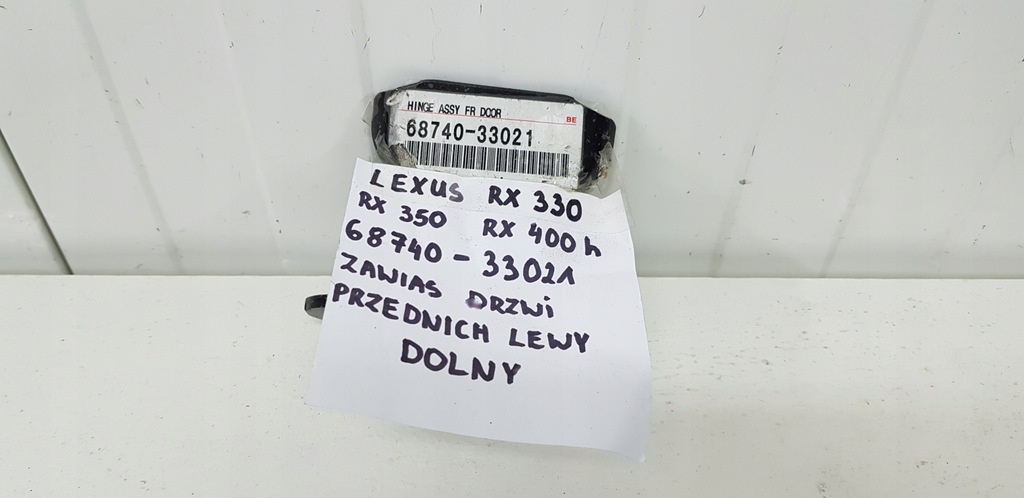 HINGE ASSY FR DOOR
BE
68740-33021
LEXUS RX 330
RX 350 RX 400h
68740-33021
ZAWIAS DRZWI
PRZEDNICH LEWY
DOLNY